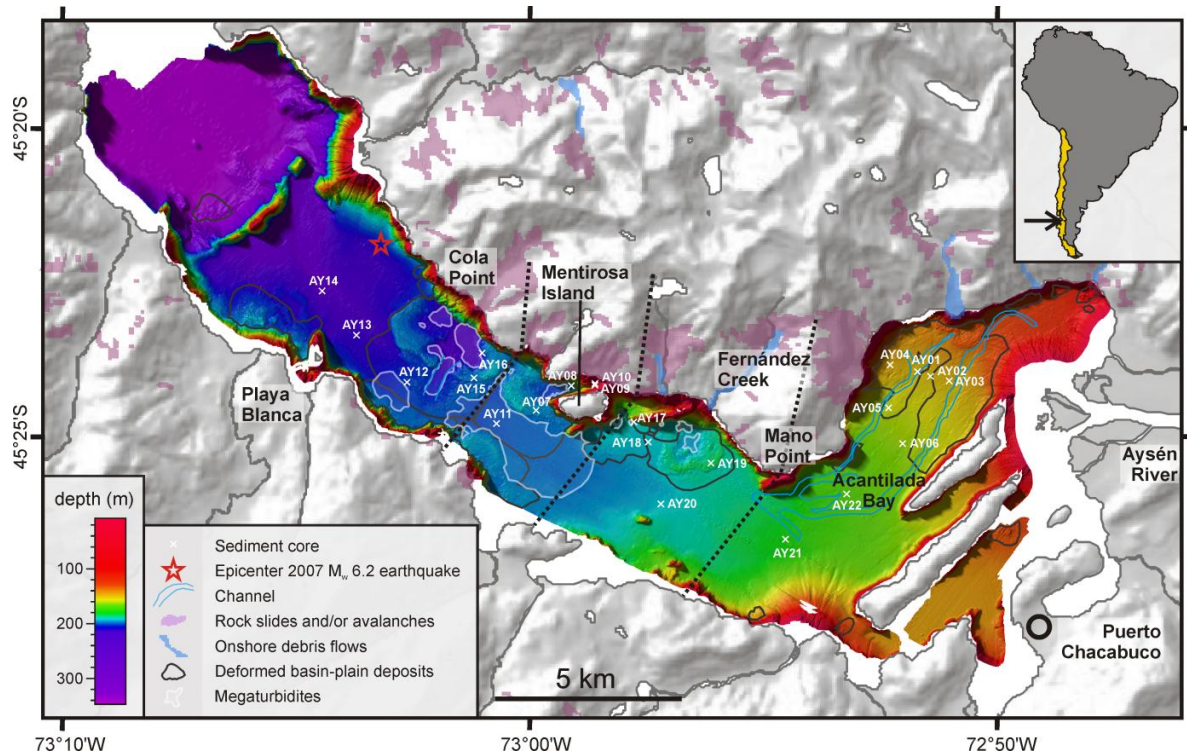 45°20'S
45°25'S
73°10'W
73°00'W
72°50'W
Cola
Point
Mentirosa
Island
Fernández
Creek
Mano
Point
Playa
Blanca
Acantilada
Bay
Aysén
River
Puerto
Chacabuco
AY14
AY13
AY16
AY12
AY15
AY11
AY08
AY07
AY10
AY09
AY17
AY18
AY19
AY20
AY21
AY22
AY04
AY01
AY02
AY03
AY05
AY06
depth (m)
100
200
300
Sediment core
Epicenter 2007 Mw 6.2 earthquake
Channel
Rock slides and/or avalanches
Onshore debris flows
Deformed basin-plain deposits
Megaturbidites
5 km